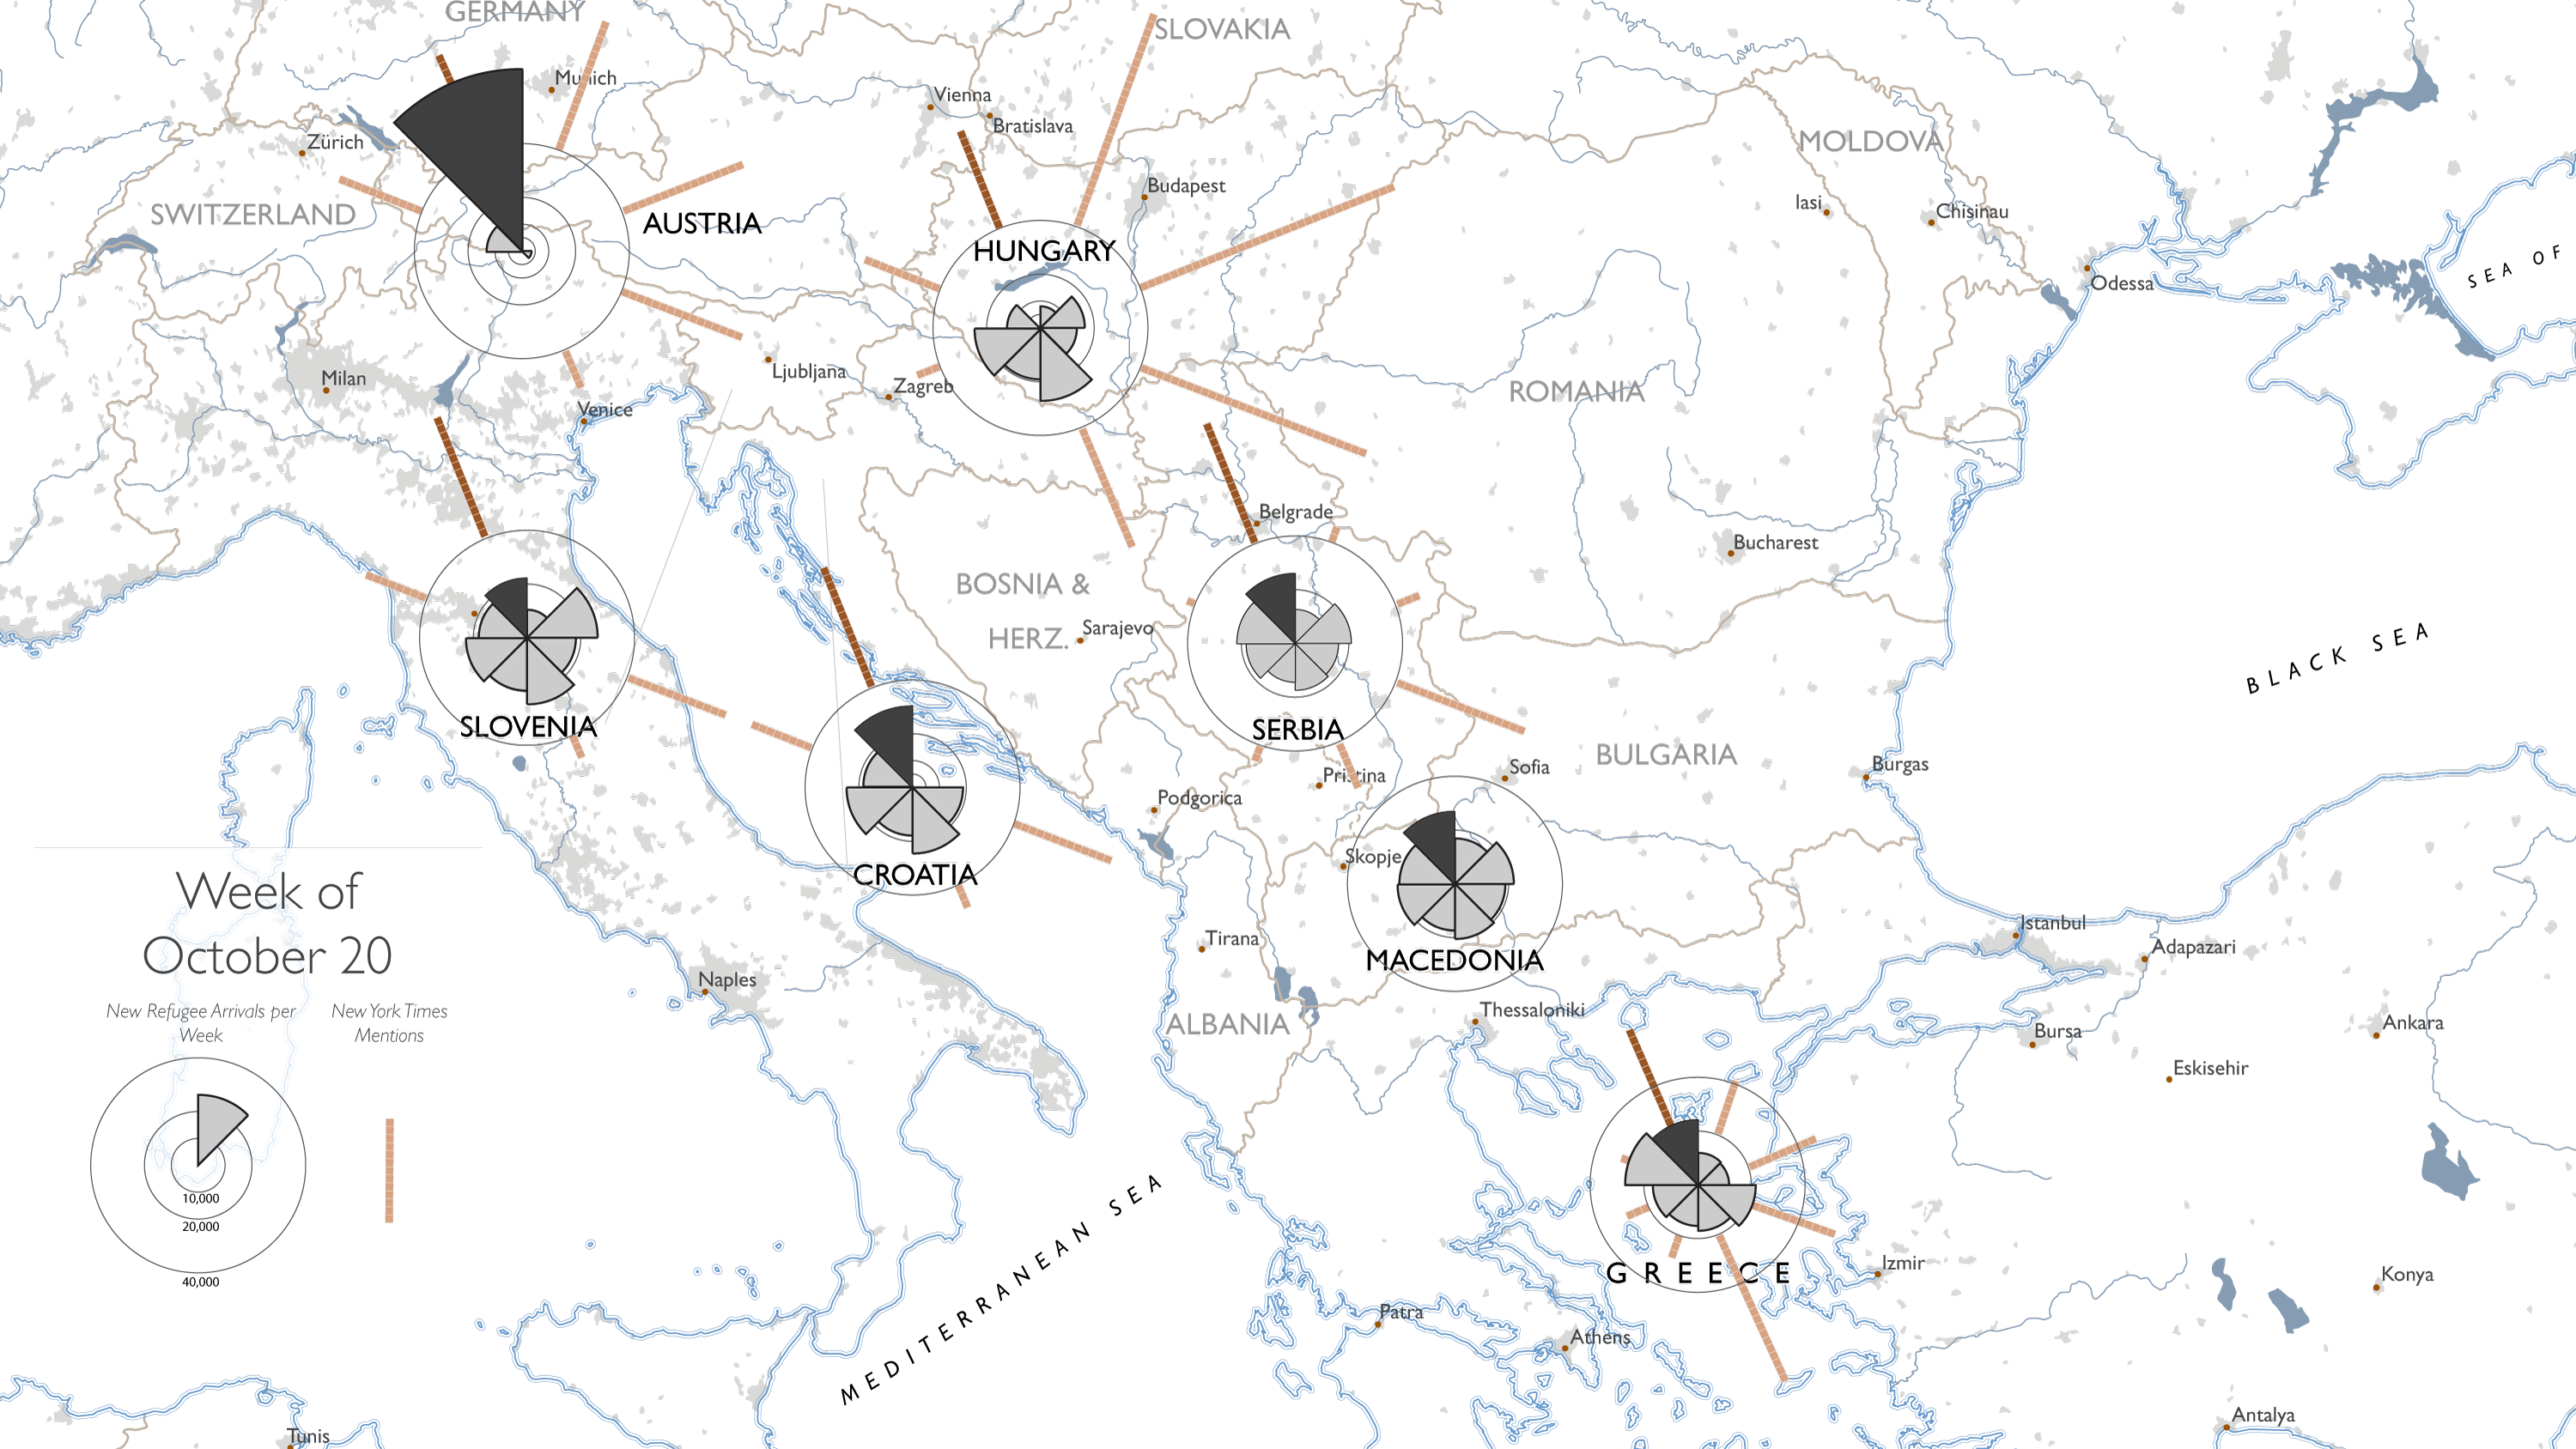 GERMANY
SLOVAKIA
Munich
Vienna
Bratislava
Zürich
MOLDOVA
Budapest
Iasi
Chisinau
SWITZERLAND
AUSTRIA
HUNGARY
SEA OF
Odessa
Ljubljana
Milan
Zagreb
ROMANIA
Venice
Belgrade
Bucharest
BOSNIA &
HERZ.
Sarajevo
BLACK SEA
SLOVENIA
SERBIA
BULGARIA
Sofia
Burgas
Pristina
Podgorica
Skopje
CROATIA
Week of
October 20
Istanbul
Adapazari
Tirana
MACEDONIA
Naples
Thessaloniki
ALBANIA
Ankara
Bursa
Eskisehir
New Refugee Arrivals per
Week
New York Times
Mentions
10,000
20,000
40,000
MEDITERRANEAN SEA
GREECE
Izmir
Konya
Patra
Athens
Antalya
Tunis